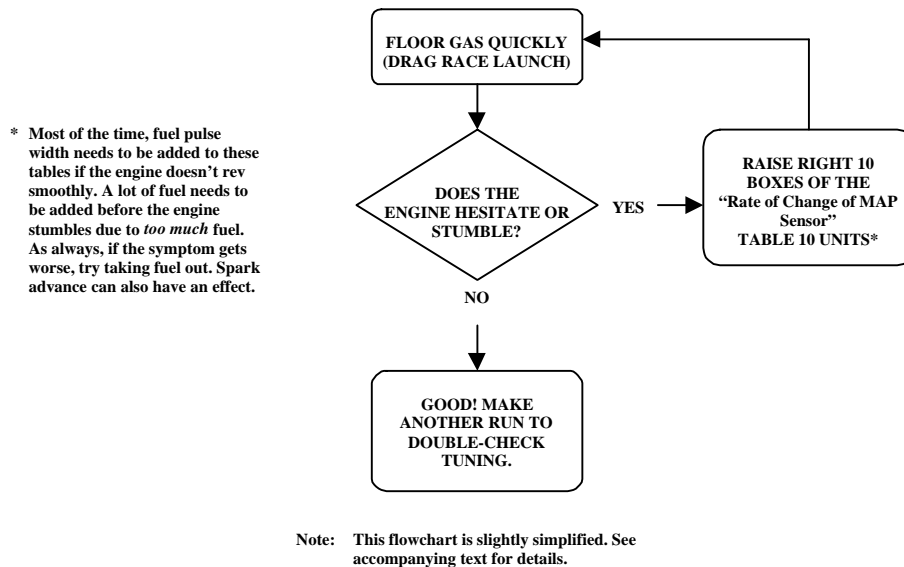 FLOOR GAS QUICKLY
(DRAG RACE LAUNCH)
* Most of the time, fuel pulse
width needs to be added to these
tables if the engine doesn't rev
smoothly. A lot of fuel needs to
be added before the engine
stumbles due to too much fuel.
As always, if the symptom gets
worse, try taking fuel out. Spark
advance can also have an effect.
DOES THE
ENGINE HESITATE OR
STUMBLE?
YES
RAISE RIGHT 10
BOXES OF THE
“Rate of Change of MAP
Sensor”
TABLE 10 UNITS*
NO
GOOD! MAKE
ANOTHER RUN TO
DOUBLE-CHECK
TUNING.
Note: This flowchart is slightly simplified. See
accompanying text for details.